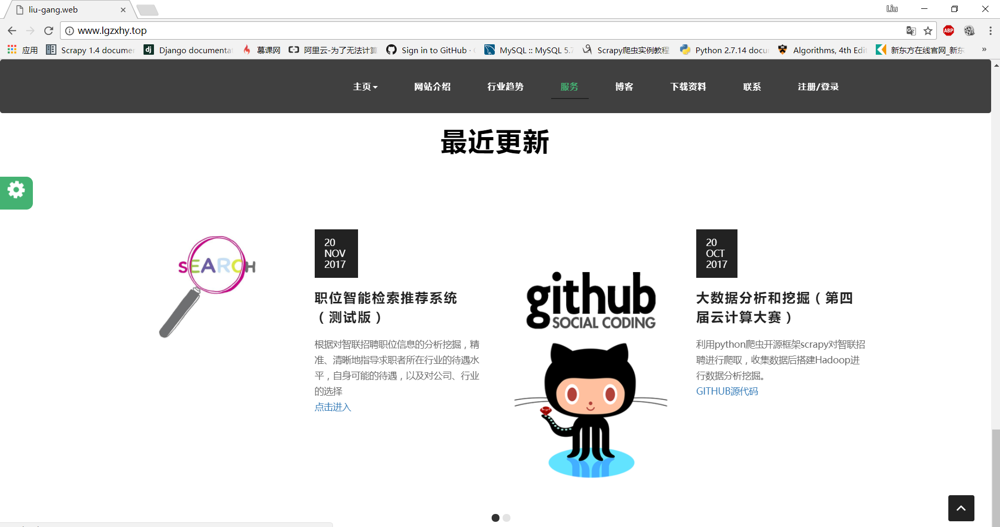 liu-gang.web
Liu
www.lgzxhy.top
ABP
应用 Scrapy 1.4 documen Django documentat 慕课网 阿里云-为了无法计算 Sign in to GitHub · MySQL :: MySQL 5.7 Scrapy爬虫实例教程 Python 2.7.14 docu Algorithms, 4th Edit 新东方在线官网_新东 »
主页 网站介绍 行业趋势 服务 博客 下载资料 联系 注册/登录
最近更新
SEARCH
20
NOV
2017
职位智能检索推荐系统
（测试版）
根据对智联招聘职位信息的分析挖掘，精
准、清晰地指导求职者所在行业的待遇水
平，自身可能的待遇，以及对公司、行业
的选择
点击进入
github
SOCIAL CODING
20
OCT
2017
大数据分析和挖掘（第四
届云计算大赛）
利用python爬虫开源框架scrapy对智联招
聘进行爬取，收集数据后搭建Hadoop进
行数据分析挖掘。
GITHUB源代码